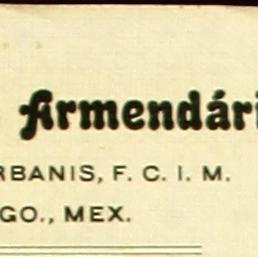 Armendári
RBANIS, F. C. I. M.
GO., MEX.